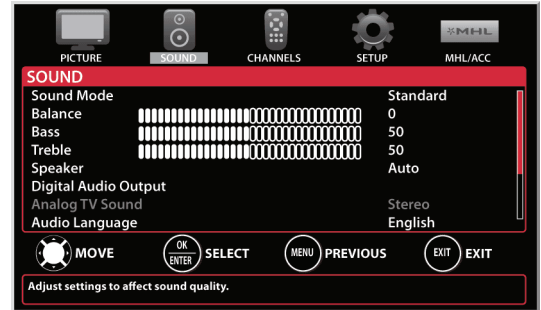 PICTURE SOUND CHANNELS SETUP MHL MHL/ACC
SOUND
Sound Mode Standard
Balance 0
Bass 50
Treble 50
Speaker Auto
Digital Audio Output
Analog TV Sound Stereo
Audio Language English
MOVE OK ENTER SELECT MENU PREVIOUS EXIT EXIT
Adjust settings to affect sound quality.